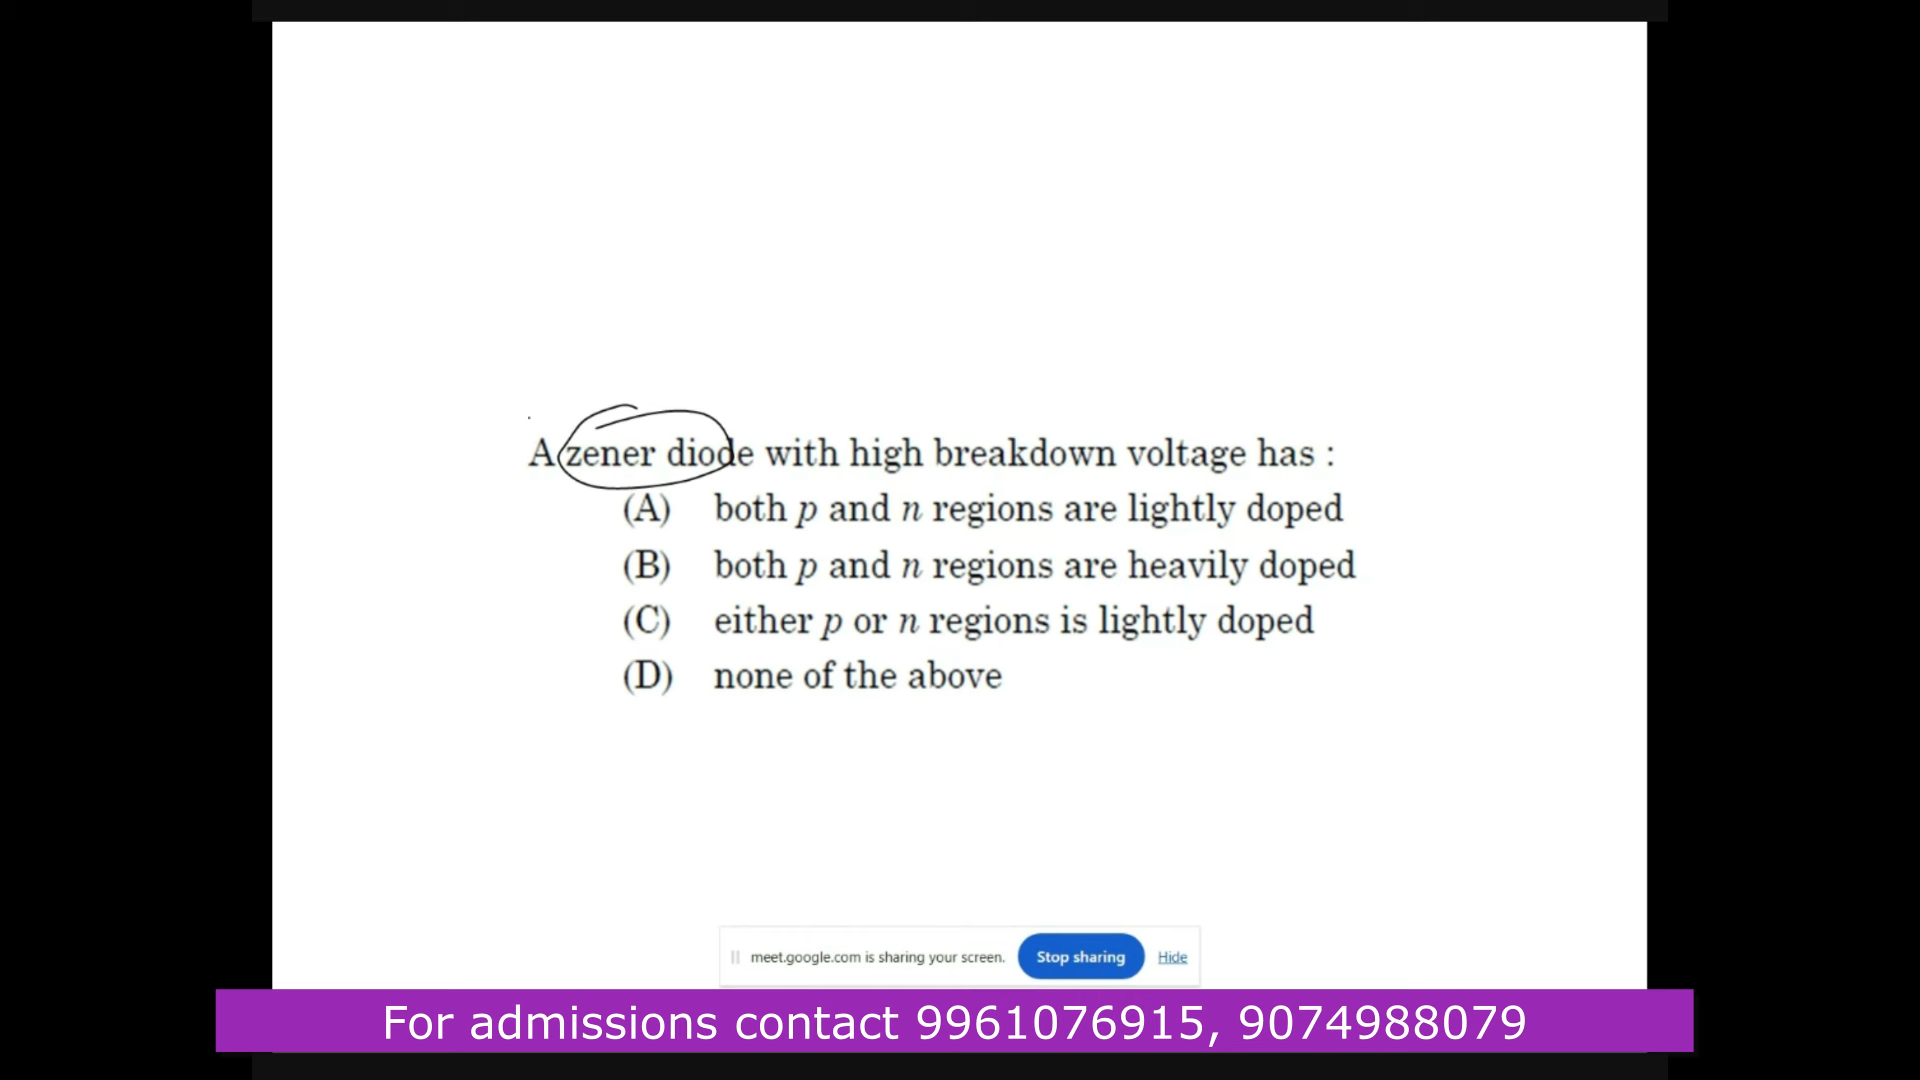 A zener diode with high breakdown voltage has :
(A) both p and n regions are lightly doped
(B) both p and n regions are heavily doped
(C) either p or n regions is lightly doped
(D) none of the above
meet.google.com is sharing your screen. Stop sharing Hide
For admissions contact 9961076915, 9074988079